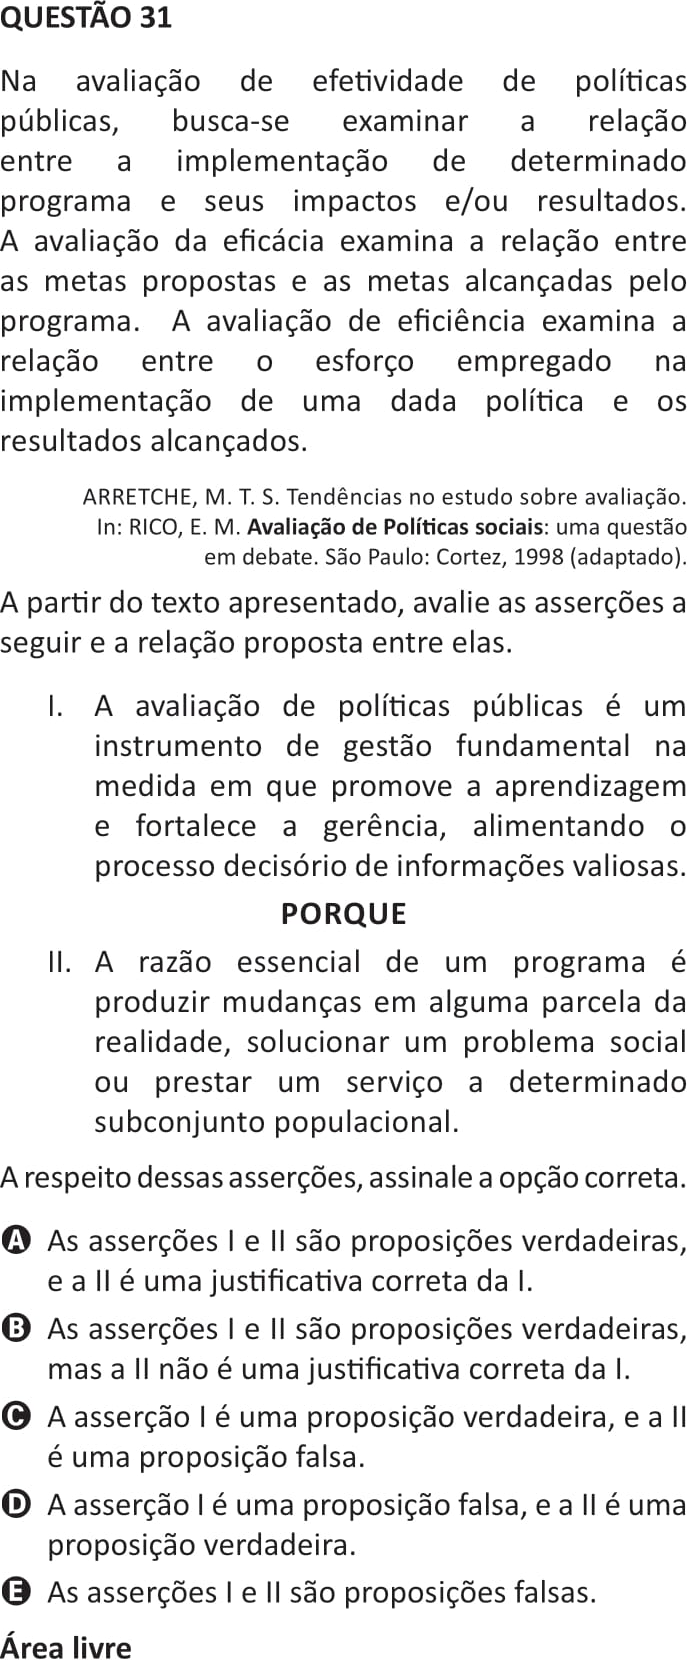 QUESTÃO 31
Na avaliação de efetividade de políticas
públicas, busca-se examinar a relação
entre a implementação de determinado
programa e seus impactos e/ou resultados.
A avaliação da eficácia examina a relação entre
as metas propostas e as metas alcançadas pelo
programa. A avaliação de eficiência examina a
relação entre o esforço empregado na
implementação de uma dada política e os
resultados alcançados.
ARRETCHE, M. T. S. Tendências no estudo sobre avaliação.
In: RICO, E. M. Avaliação de Políticas sociais: uma questão
em debate. São Paulo: Cortez, 1998 (adaptado).
A partir do texto apresentado, avalie as asserções a
seguir e a relação proposta entre elas.
I. A avaliação de políticas públicas é um
instrumento de gestão fundamental na
medida em que promove a aprendizagem
e fortalece a gerência, alimentando o
processo decisório de informações valiosas.
PORQUE
II. A razão essencial de um programa é
produzir mudanças em alguma parcela da
realidade, solucionar um problema social
ou prestar um serviço a determinado
subconjunto populacional.
A respeito dessas asserções, assinale a opção correta.
A As asserções I e II são proposições verdadeiras,
e a II é uma justificativa correta da I.
B As asserções I e II são proposições verdadeiras,
mas a II não é uma justificativa correta da I.
C A asserção I é uma proposição verdadeira, e a II
é uma proposição falsa.
D A asserção I é uma proposição falsa, e a II é uma
proposição verdadeira.
E As asserções I e II são proposições falsas.
Área livre